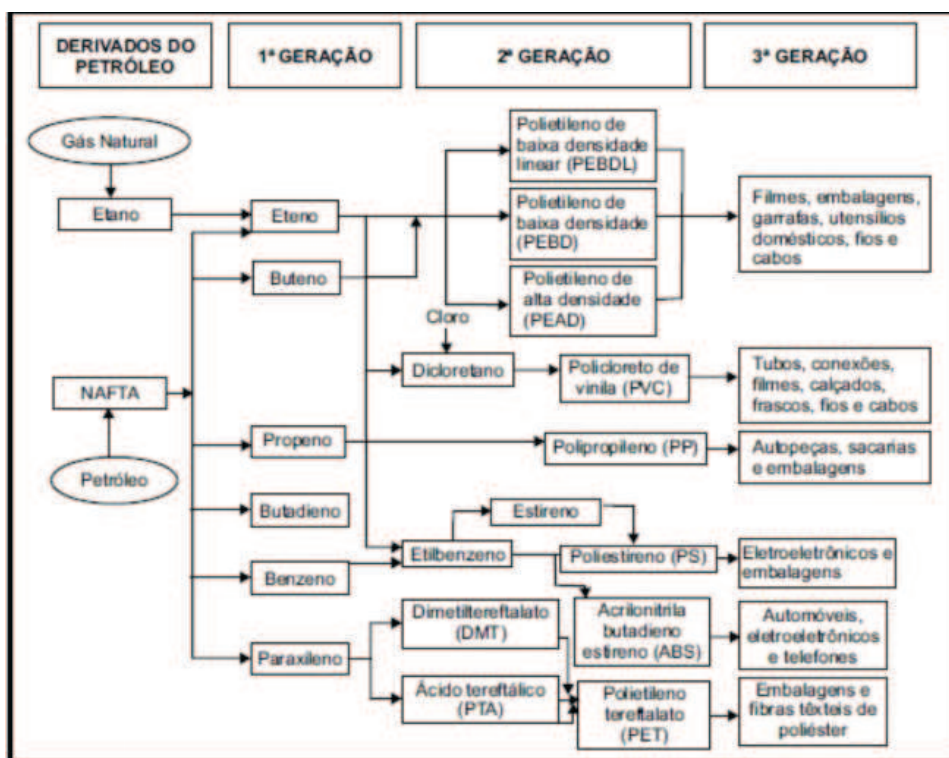 DERIVADOS DO
PETRÓLEO
1ª GERAÇÃO
2ª GERAÇÃO
3ª GERAÇÃO
Gás Natural
Etano
NAFTA
Petróleo
Eteno
Buteno
Propeno
Butadieno
Benzeno
Paraxileno
Polietileno de
baixa densidade
linear (PEBDL)
Polietileno de
baixa densidade
(PEBD)
Polietileno de
alta densidade
(PEAD)
Cloro
Dicloretano
Policloreto de
vinila (PVC)
Polipropileno (PP)
Estireno
Etilbenzeno
Poliestireno (PS)
Dimetiltereftalato
(DMT)
Acrilonitrila
butadieno
estireno (ABS)
Ácido tereftálico
(PTA)
Polietileno
tereftalato
(PET)
Filmes, embalagens,
garrafas, utensílios
domésticos, fios e
cabos
Tubos, conexões,
filmes, calçados,
frascos, fios e cabos
Autopeças, sacarias
e embalagens
Eletroeletrônicos e
embalagens
Automóveis,
eletroeletrônicos
e telefones
Embalagens e
fibras têxteis de
poliéster